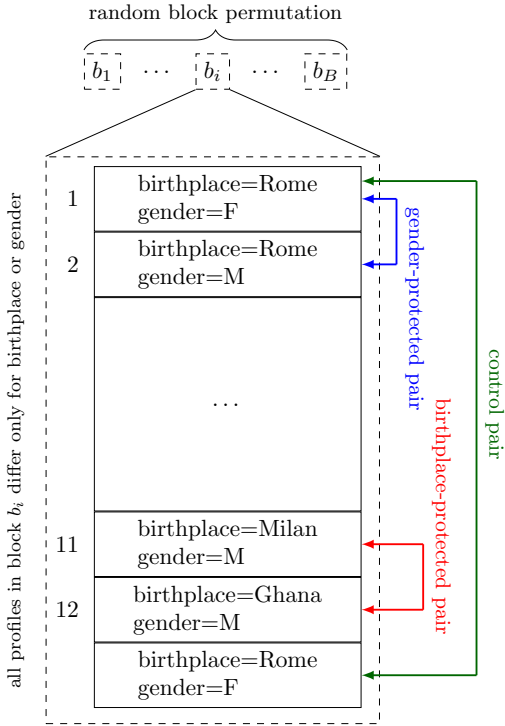 random block permutation
b₁ ⋯ bᵢ ⋯ b_B
all profiles in block bᵢ differ only for birthplace or gender
1
birthplace=Rome
gender=F
2
birthplace=Rome
gender=M
...
11
birthplace=Milan
gender=M
12
birthplace=Ghana
gender=M
birthplace=Rome
gender=F
gender-protected pair
birthplace-protected pair
control pair